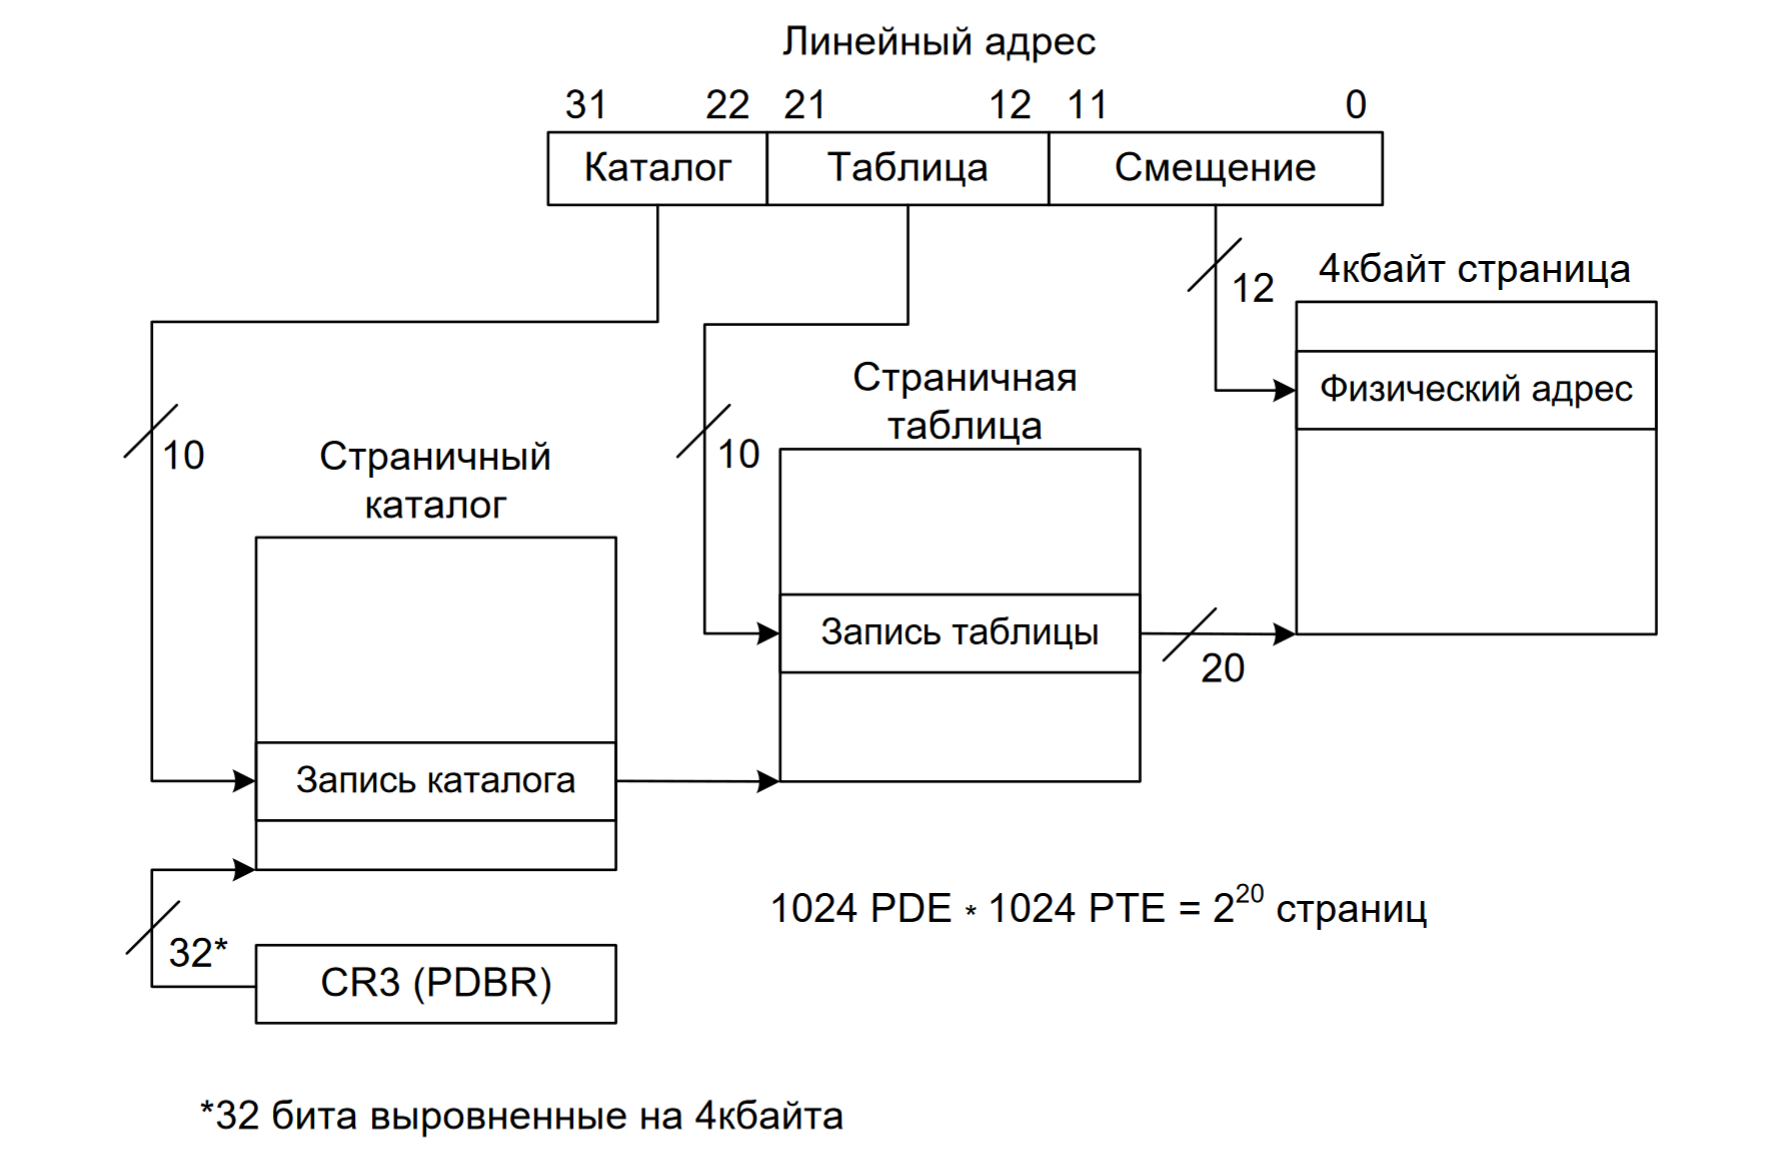 Линейный адрес
31 22 21 12 11 0
Каталог Таблица Смещение
4кбайт страница
12
Физический адрес
Страничная
таблица
10
Страничный
каталог
10
Запись таблицы
20
Запись каталога
1024 PDE * 1024 PTE = 2^20 страниц
32*
CR3 (PDBR)
*32 бита выровненные на 4кбайта